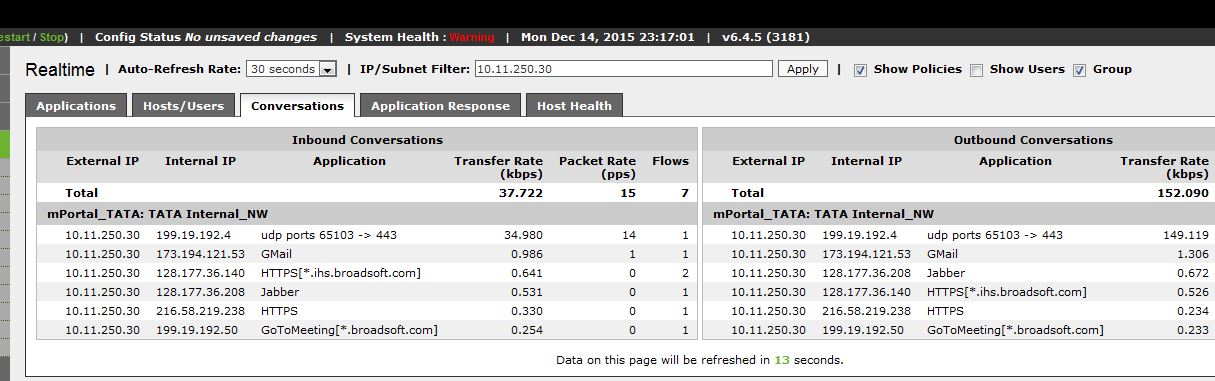 estart / Stop) | Config Status No unsaved changes | System Health : Warning | Mon Dec 14, 2015 23:17:01 | v6.4.5 (3181)
Realtime | Auto-Refresh Rate: 30 seconds | IP/Subnet Filter: 10.11.250.30 Apply | Show Policies Show Users Group
Applications Hosts/Users Conversations Application Response Host Health
Inbound Conversations
External IP Internal IP Application Transfer Rate (kbps) Packet Rate (pps) Flows
Total 37.722 15 7
mPortal_TATA: TATA Internal_NW
10.11.250.30 199.19.192.4 udp ports 65103 -> 443 34.980 14 1
10.11.250.30 173.194.121.53 GMail 0.986 1 1
10.11.250.30 128.177.36.140 HTTPS[*.ihs.broadsoft.com] 0.641 0 2
10.11.250.30 128.177.36.208 Jabber 0.531 0 1
10.11.250.30 216.58.219.238 HTTPS 0.330 0 1
10.11.250.30 199.19.192.50 GoToMeeting[*.broadsoft.com] 0.254 0 1
Outbound Conversations
External IP Internal IP Application Transfer Rate (kbps)
Total 152.090
mPortal_TATA: TATA Internal_NW
10.11.250.30 199.19.192.4 udp ports 65103 -> 443 149.119
10.11.250.30 173.194.121.53 GMail 1.306
10.11.250.30 128.177.36.208 Jabber 0.672
10.11.250.30 128.177.36.140 HTTPS[*.ihs.broadsoft.com] 0.526
10.11.250.30 216.58.219.238 HTTPS 0.234
10.11.250.30 199.19.192.50 GoToMeeting[*.broadsoft.com] 0.233
Data on this page will be refreshed in 13 seconds.